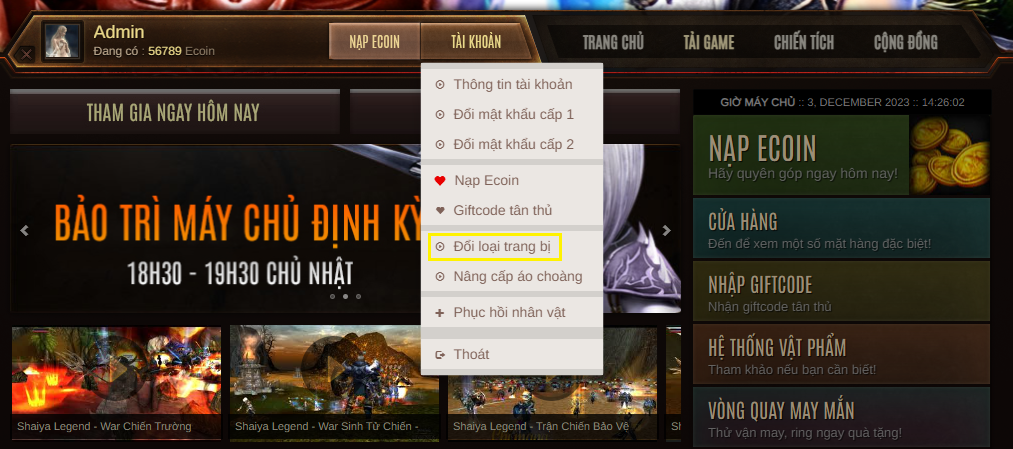 Admin
Đang có : 56789 Ecoin
NẠP ECOIN
TÀI KHOẢN
TRANG CHỦ
TẢI GAME
CHIẾN TÍCH
CỘNG ĐỒNG
Thông tin tài khoản
Đổi mật khẩu cấp 1
Đổi mật khẩu cấp 2
Nạp Ecoin
Giftcode tân thủ
Đổi loại trang bị
Nâng cấp áo choàng
Phục hồi nhân vật
Thoát
THAM GIA NGAY HÔM NAY
BẢO TRÌ MÁY CHỦ ĐỊNH KỲ
18H30 - 19H30 CHỦ NHẬT
Shaiya Legend - War Chiến Trường
Shaiya Legend - War Sinh Tử Chiến -
Shaiya Legend - Trận Chiến Bảo Vệ
Shaiya
GIỜ MÁY CHỦ :: 3, DECEMBER 2023 :: 14:26:02
NẠP ECOIN
Hãy quyên góp ngay hôm nay!
CỬA HÀNG
Đến để xem một số mặt hàng đặc biệt!
NHẬP GIFTCODE
Nhận giftcode tân thủ
HỆ THỐNG VẬT PHẨM
Tham khảo nếu bạn cần biết!
VÒNG QUAY MAY MẮN
Thử vận may, ring ngay quà tặng!